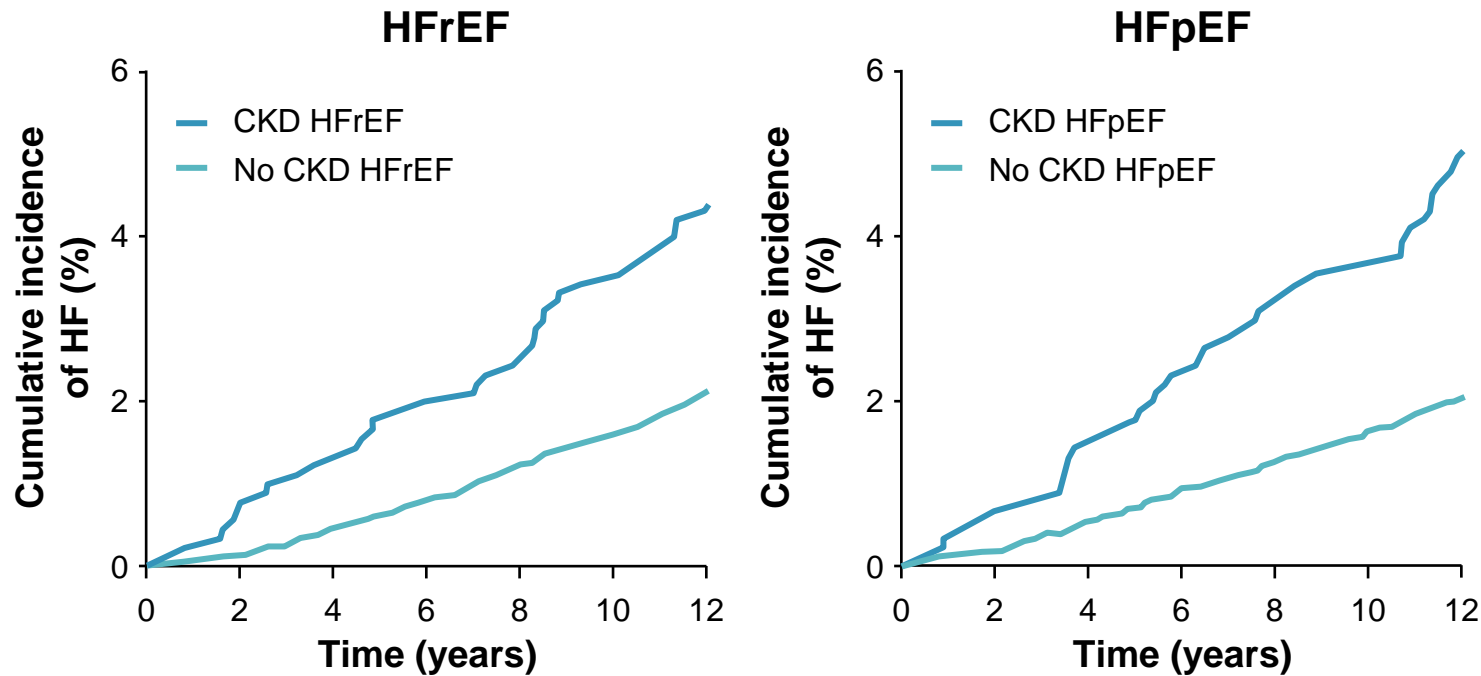 HFrEF
Cumulative incidence
of HF (%)
6
4
2
0
CKD HFrEF
No CKD HFrEF
0 2 4 6 8 10 12
Time (years)
HFpEF
Cumulative incidence
of HF (%)
6
4
2
0
CKD HFpEF
No CKD HFpEF
0 2 4 6 8 10 12
Time (years)